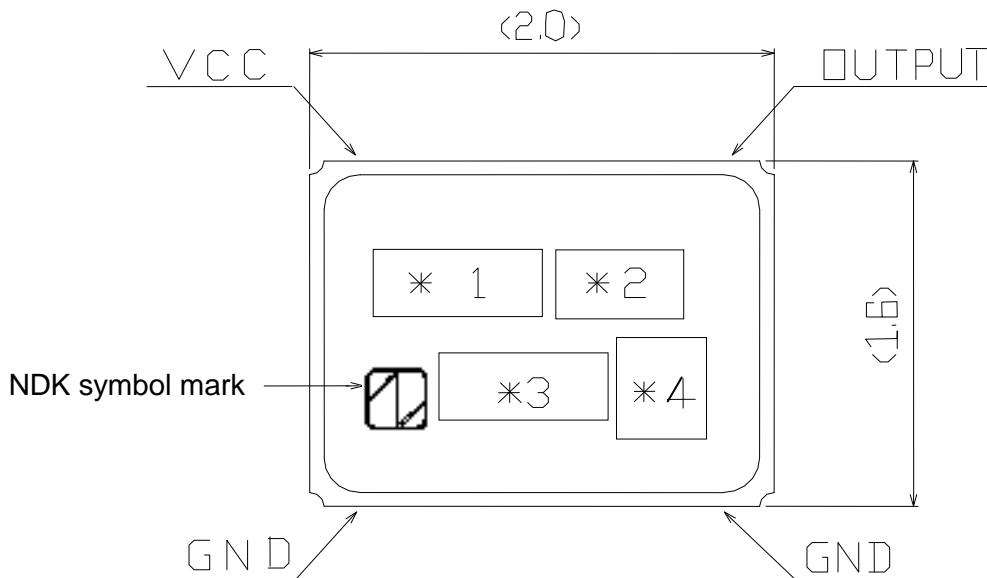 <2.0>
VCC
OUTPUT
* 1
*2
<1.6>
NDK symbol mark
*3
*4
GND
GND